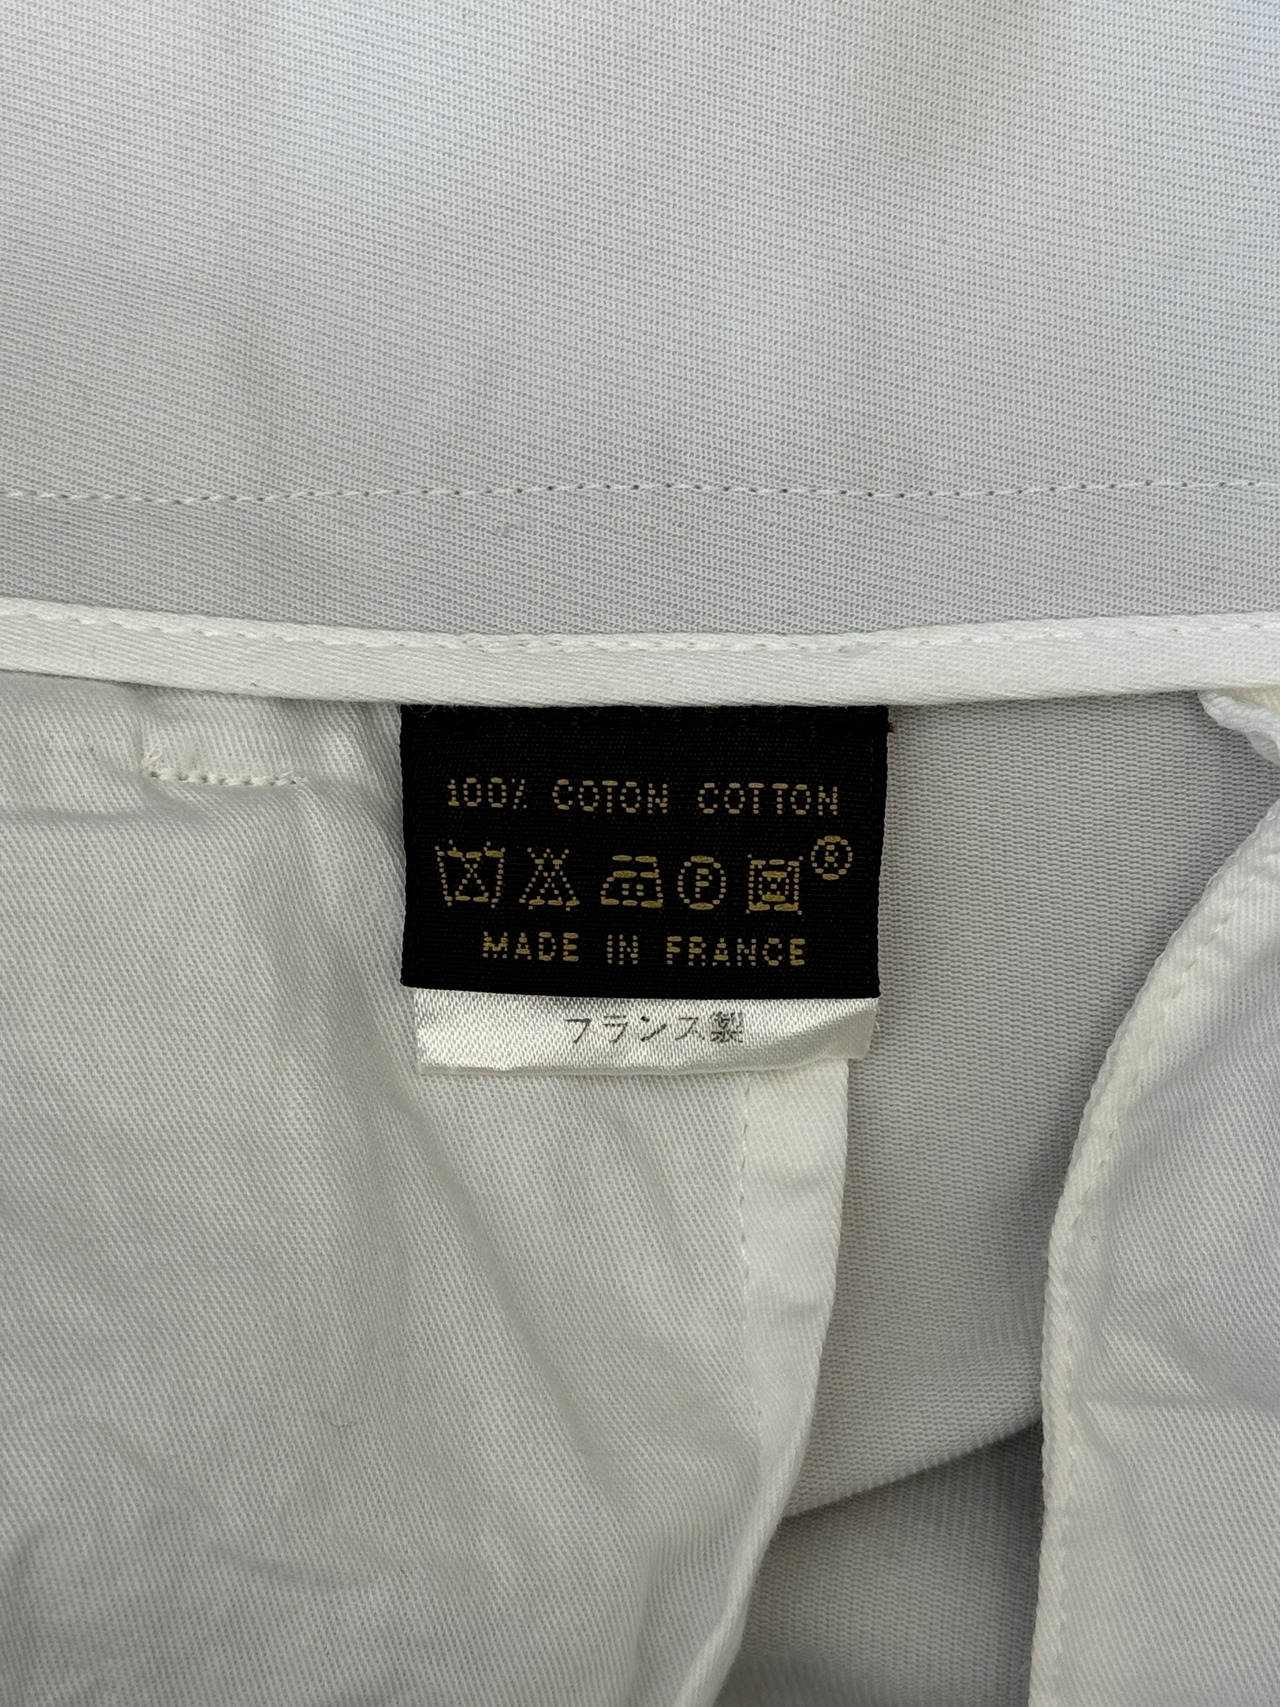 100% COTON COTTON
P ®
MADE IN FRANCE
フランス製